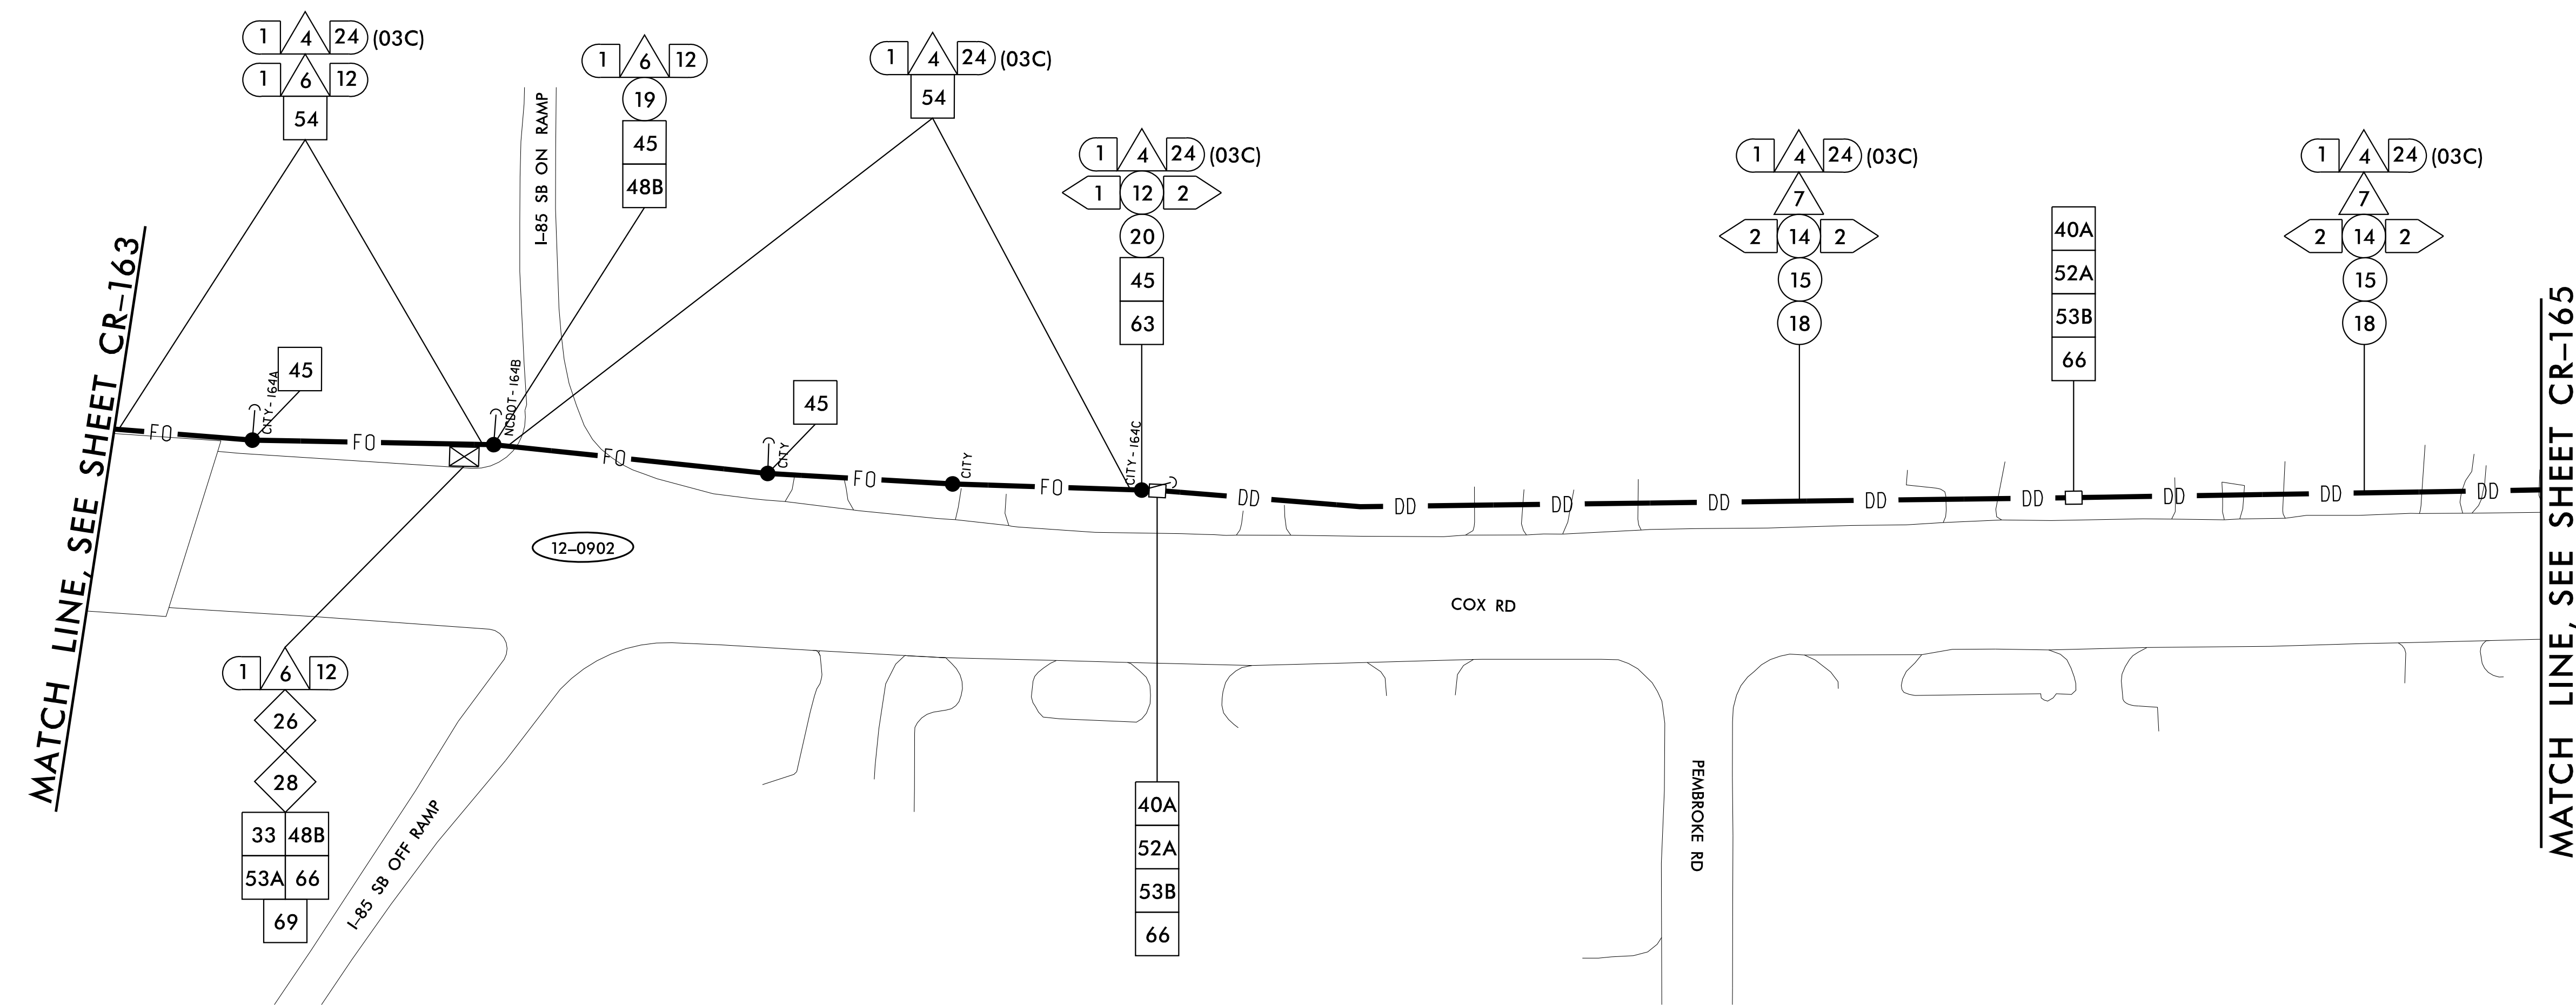 1 4 24 (03C)
1 6 12
54
1 6 12
19
45
48B
1 4 24 (03C)
54
1 4 24 (03C)
1 12 2
20
45
63
1 4 24 (03C)
7
2 14 2
15
18
40A
52A
53B
66
1 4 24 (03C)
7
2 14 2
15
18
I-85 SB ON RAMP
MATCH LINE, SEE SHEET CR-163
45
CITY-164A
NCDOT-164B
45
CITY
CITY
CITY-164C
FO FO FO FO FO DD DD DD DD DD DD DD DD DD
12-0902
COX RD
1 6 12
26
28
33 48B
53A 66
69
I-85 SB OFF RAMP
40A
52A
53B
66
PEMBROKE RD
MATCH LINE, SEE SHEET CR-165